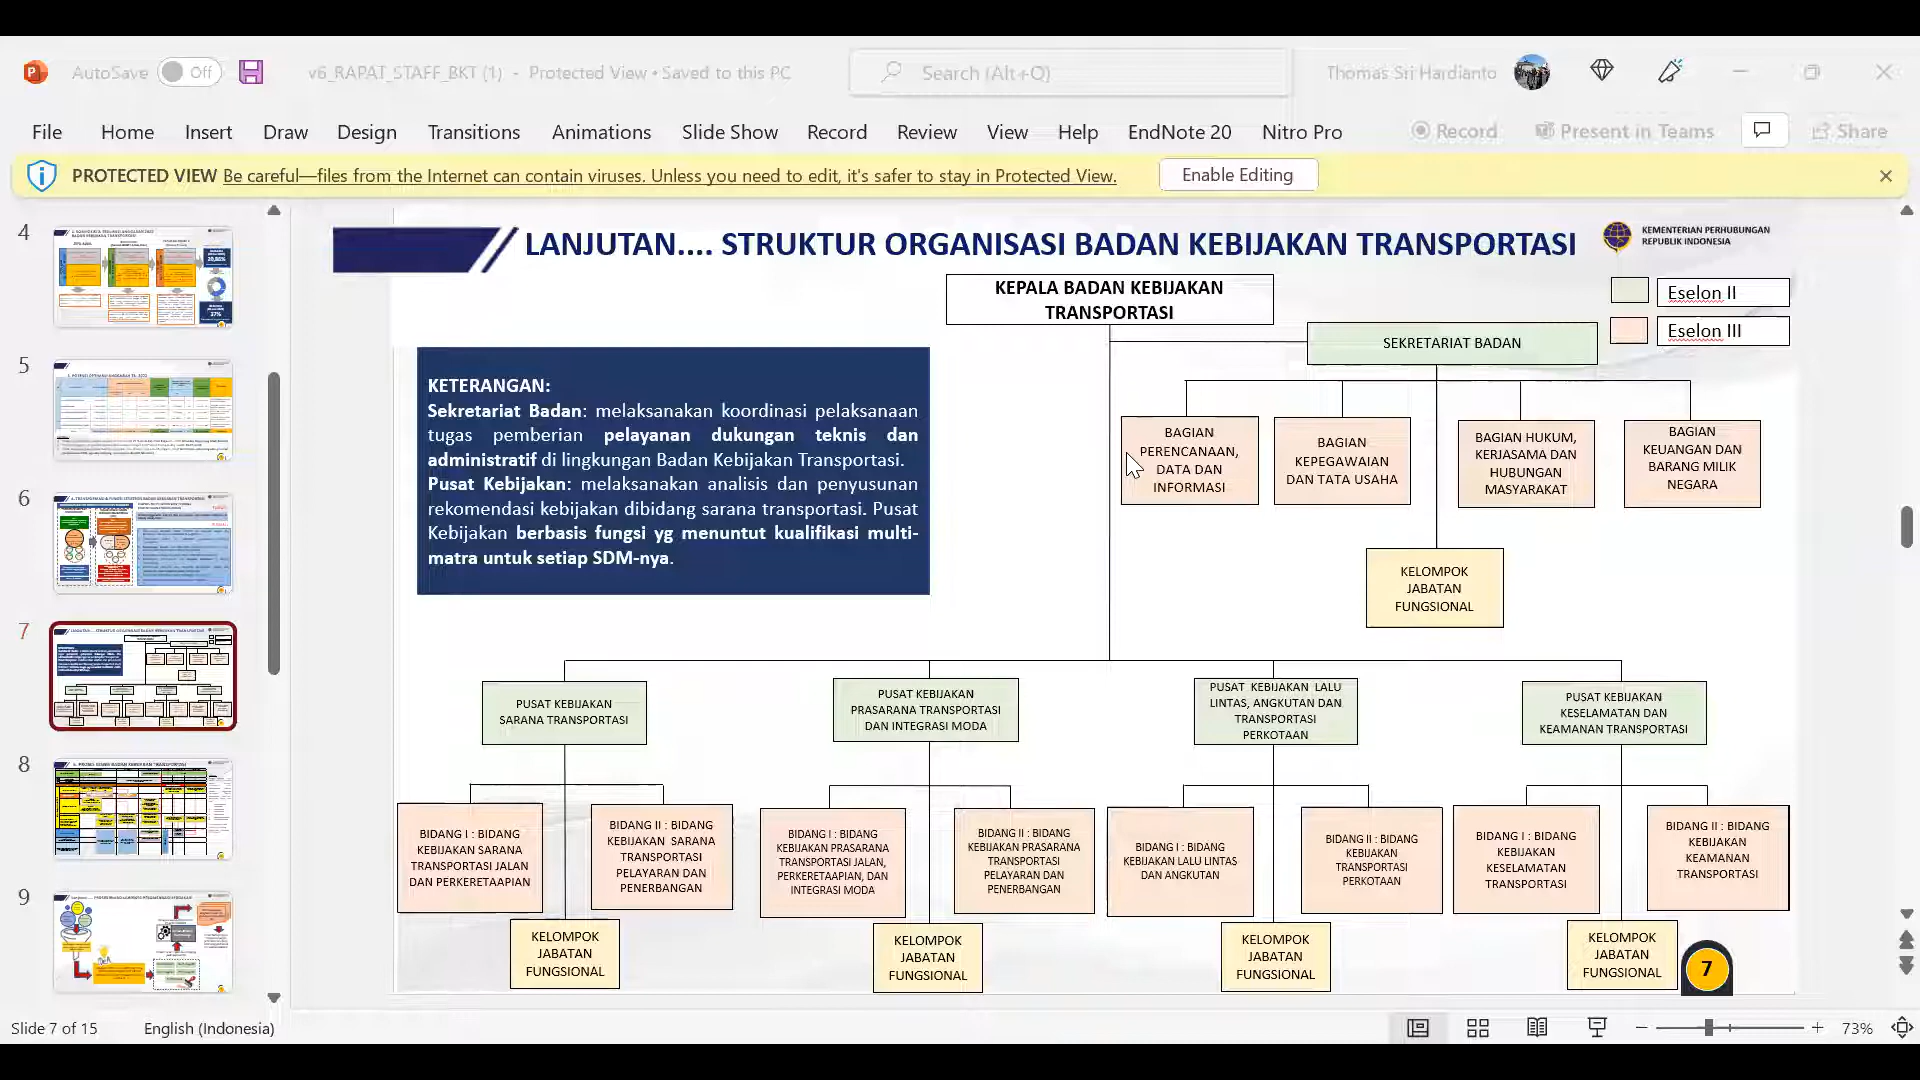 AutoSave Off v6_RAPAT_STAFF_BKT (1) - Protected View • Saved to this PC Search (Alt+Q) Thomas Sri Hardianto
File Home Insert Draw Design Transitions Animations Slide Show Record Review View Help EndNote 20 Nitro Pro Record Present in Teams Share
PROTECTED VIEW Be careful—files from the Internet can contain viruses. Unless you need to edit, it's safer to stay in Protected View. Enable Editing
4
5
6
7
8
9
LANJUTAN.... STRUKTUR ORGANISASI BADAN KEBIJAKAN TRANSPORTASI
KEMENTERIAN PERHUBUNGAN
REPUBLIK INDONESIA
Eselon II
Eselon III
KEPALA BADAN KEBIJAKAN
TRANSPORTASI
SEKRETARIAT BADAN
KETERANGAN:
Sekretariat Badan: melaksanakan koordinasi pelaksanaan
tugas pemberian pelayanan dukungan teknis dan
administratif di lingkungan Badan Kebijakan Transportasi.
Pusat Kebijakan: melaksanakan analisis dan penyusunan
rekomendasi kebijakan dibidang sarana transportasi. Pusat
Kebijakan berbasis fungsi yg menuntut kualifikasi multi-
matra untuk setiap SDM-nya.
BAGIAN
PERENCANAAN,
DATA DAN
INFORMASI
BAGIAN
KEPEGAWAIAN
DAN TATA USAHA
BAGIAN HUKUM,
KERJASAMA DAN
HUBUNGAN
MASYARAKAT
BAGIAN
KEUANGAN DAN
BARANG MILIK
NEGARA
KELOMPOK
JABATAN
FUNGSIONAL
PUSAT KEBIJAKAN
SARANA TRANSPORTASI
PUSAT KEBIJAKAN
PRASARANA TRANSPORTASI
DAN INTEGRASI MODA
PUSAT KEBIJAKAN LALU
LINTAS, ANGKUTAN DAN
TRANSPORTASI
PERKOTAAN
PUSAT KEBIJAKAN
KESELAMATAN DAN
KEAMANAN TRANSPORTASI
BIDANG I : BIDANG
KEBIJAKAN SARANA
TRANSPORTASI JALAN
DAN PERKERETAAPIAN
BIDANG II : BIDANG
KEBIJAKAN SARANA
TRANSPORTASI
PELAYARAN DAN
PENERBANGAN
BIDANG I : BIDANG
KEBIJAKAN PRASARANA
TRANSPORTASI JALAN,
PERKERETAAPIAN, DAN
INTEGRASI MODA
BIDANG II : BIDANG
KEBIJAKAN PRASARANA
TRANSPORTASI
PELAYARAN DAN
PENERBANGAN
BIDANG I : BIDANG
KEBIJAKAN LALU LINTAS
DAN ANGKUTAN
BIDANG II : BIDANG
KEBIJAKAN
TRANSPORTASI
PERKOTAAN
BIDANG I : BIDANG
KEBIJAKAN
KESELAMATAN
TRANSPORTASI
BIDANG II : BIDANG
KEBIJAKAN
KEAMANAN
TRANSPORTASI
KELOMPOK
JABATAN
FUNGSIONAL
KELOMPOK
JABATAN
FUNGSIONAL
KELOMPOK
JABATAN
FUNGSIONAL
KELOMPOK
JABATAN
FUNGSIONAL
7
Slide 7 of 15 English (Indonesia) 73%